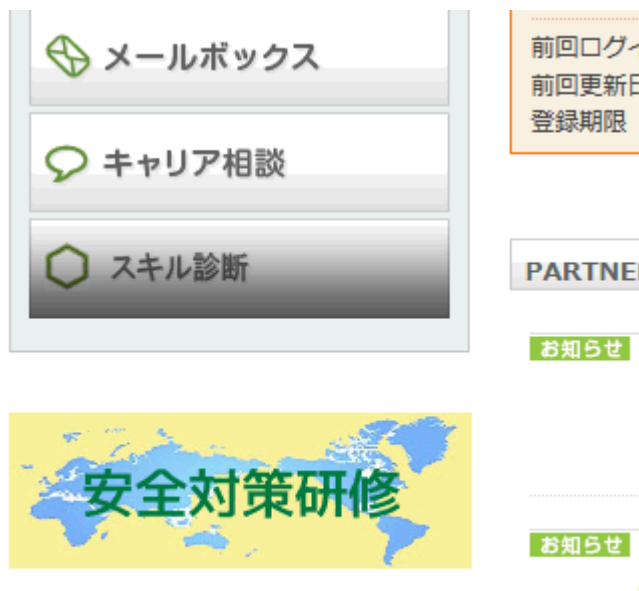 メールボックス
キャリア相談
スキル診断
安全対策研修
前回ログイ
前回更新日
登録期限
PARTNE
お知らせ
お知らせ